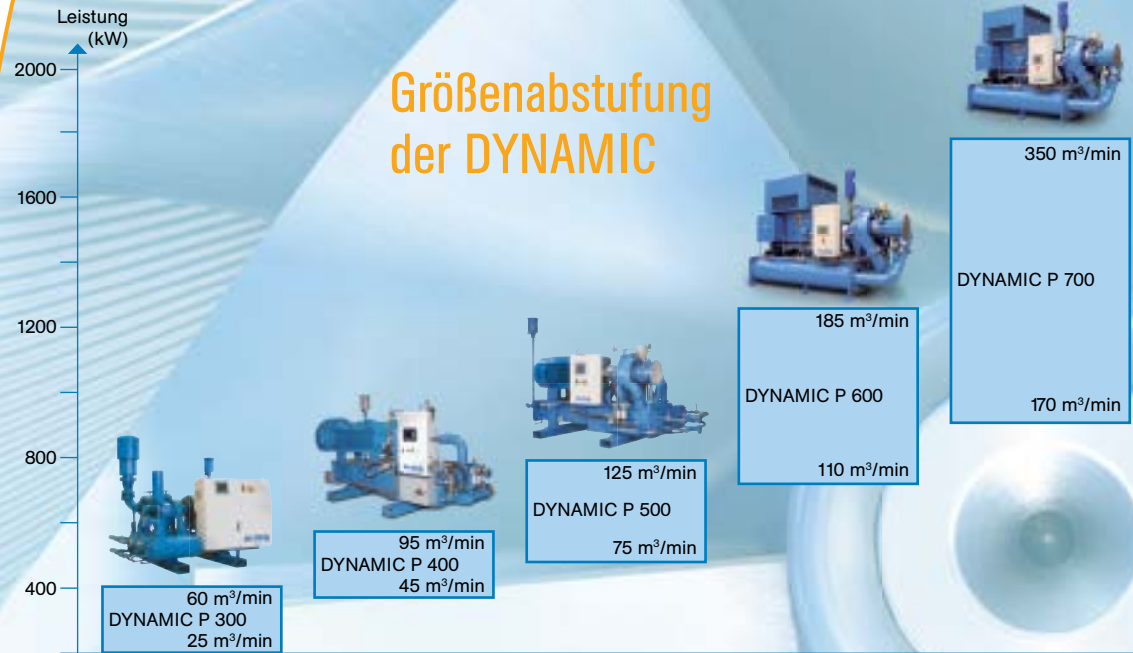 Leistung
(kW)
2000
1600
1200
800
400
Größenabstufung
der DYNAMIC
60 m³/min
DYNAMIC P 300
25 m³/min
95 m³/min
DYNAMIC P 400
45 m³/min
125 m³/min
DYNAMIC P 500
75 m³/min
185 m³/min
DYNAMIC P 600
110 m³/min
350 m³/min
DYNAMIC P 700
170 m³/min